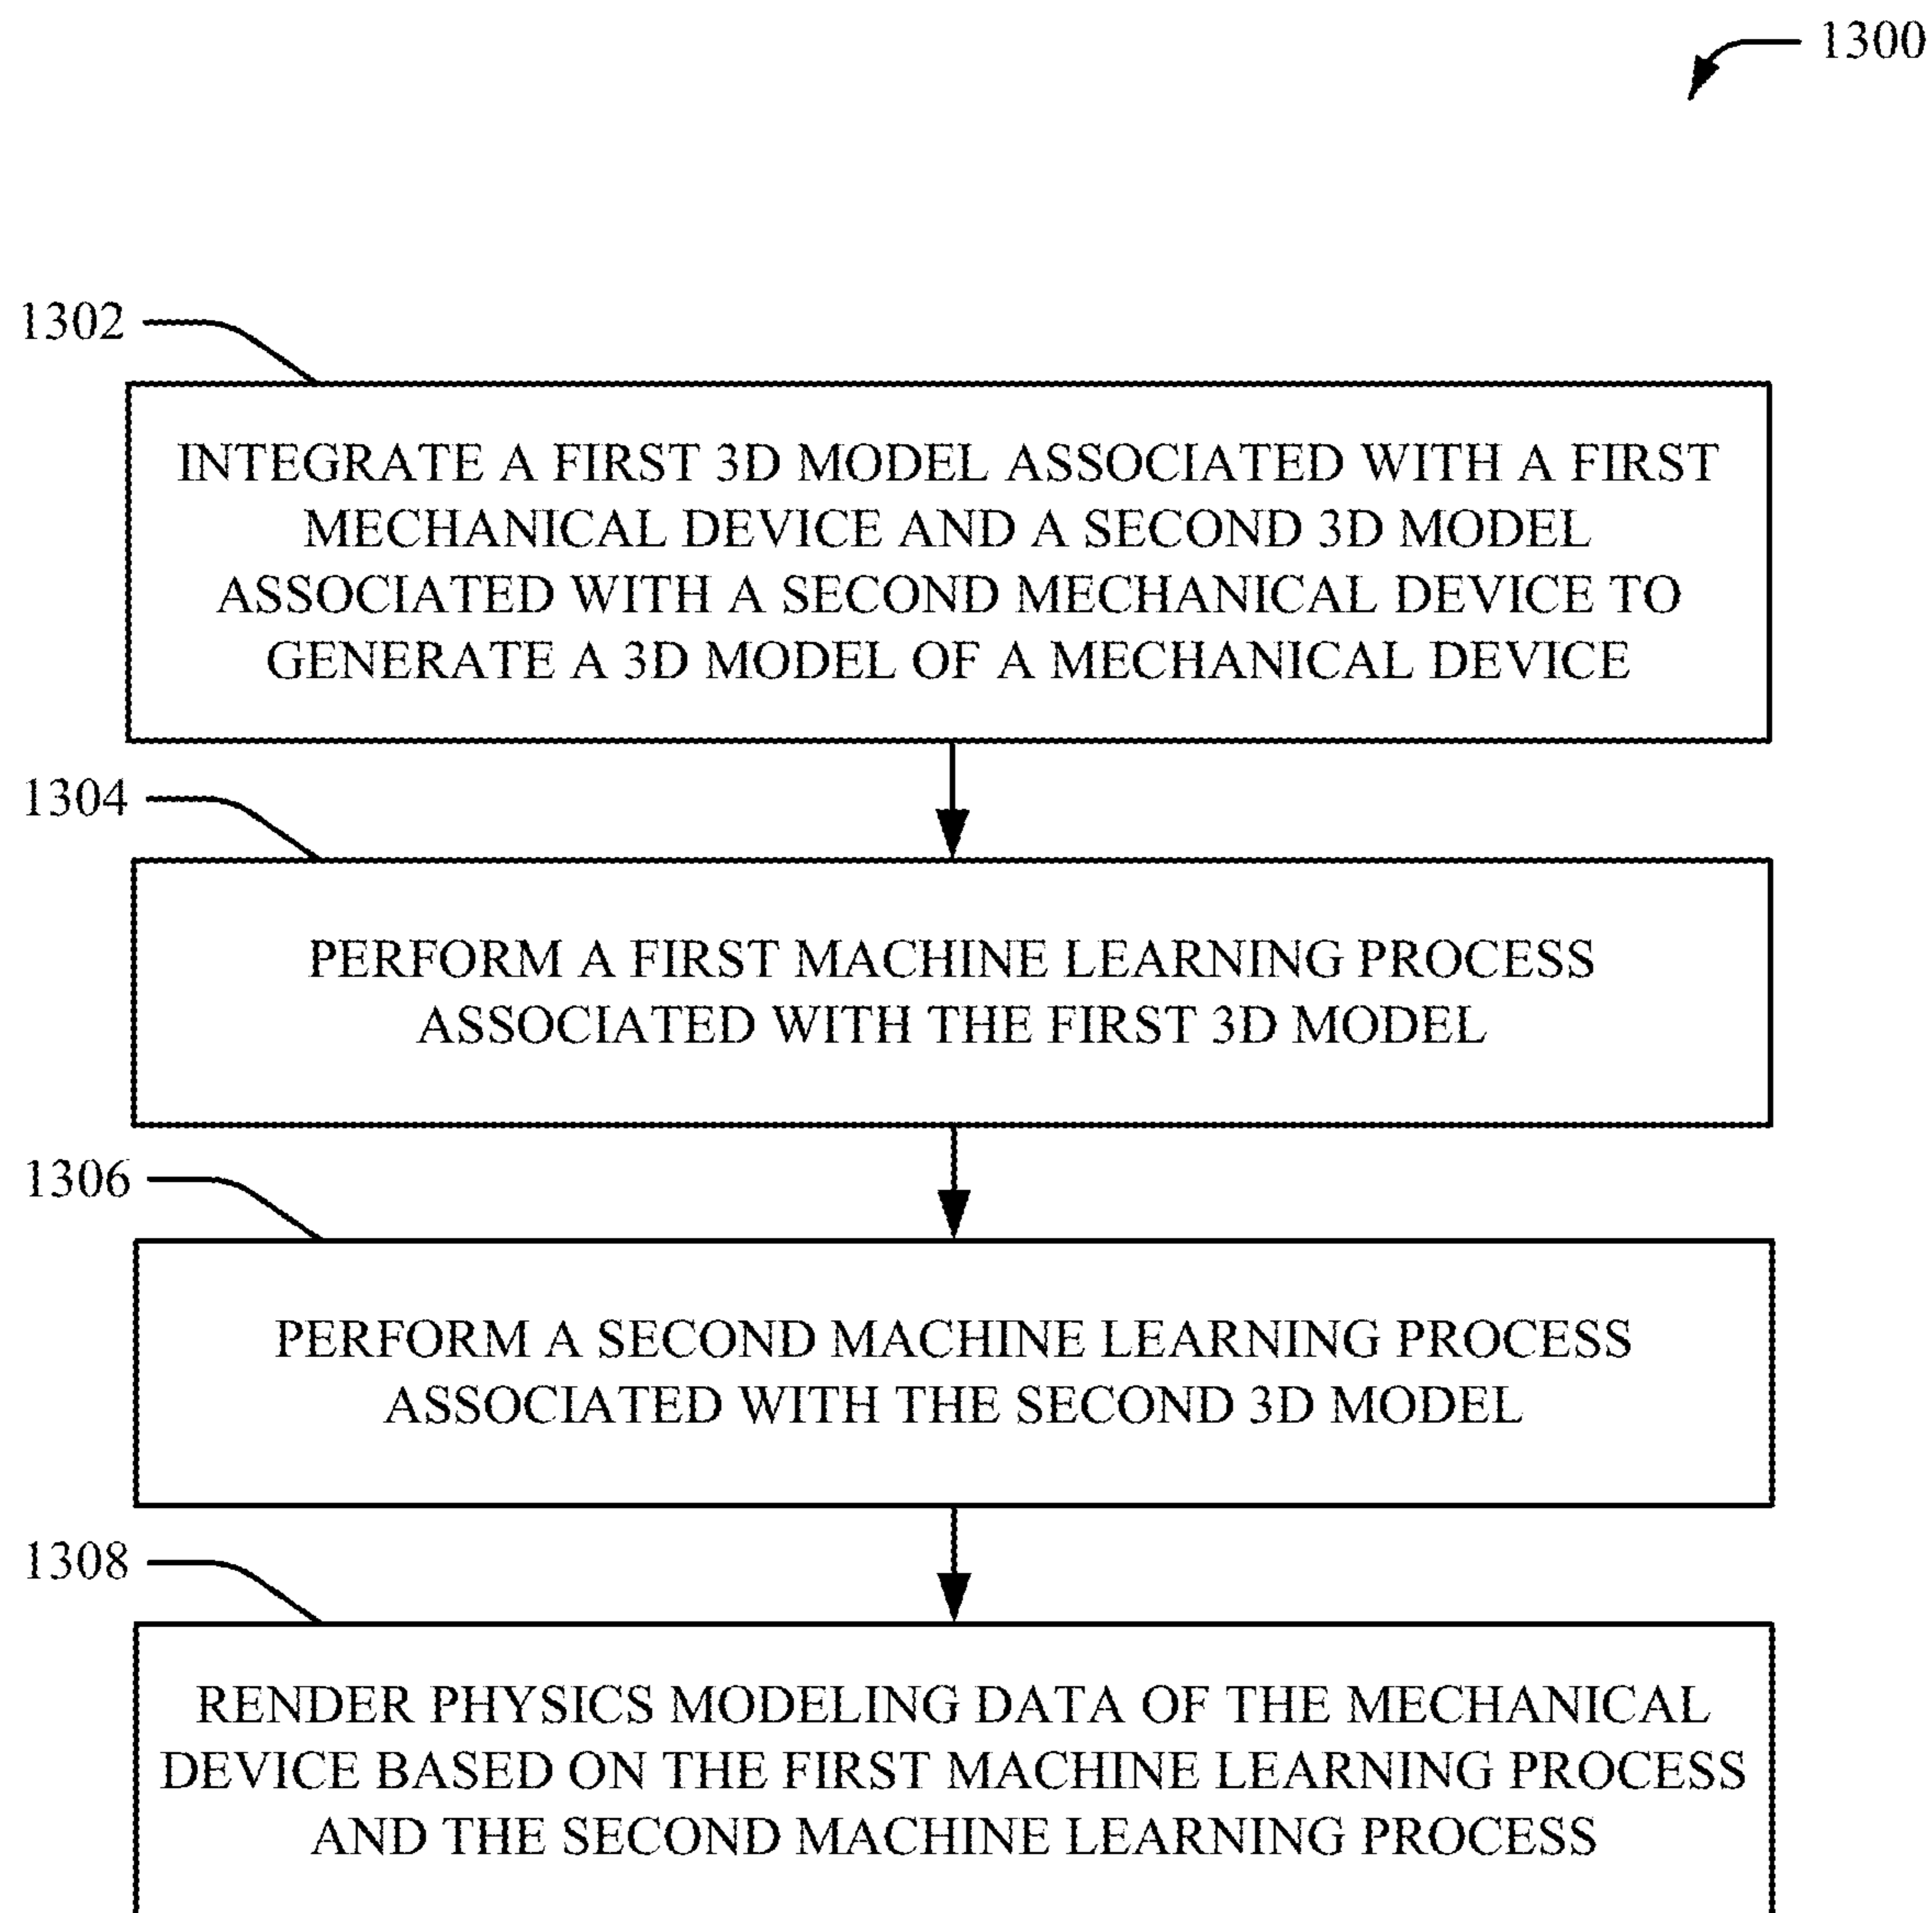 1300
1302
INTEGRATE A FIRST 3D MODEL ASSOCIATED WITH A FIRST
MECHANICAL DEVICE AND A SECOND 3D MODEL
ASSOCIATED WITH A SECOND MECHANICAL DEVICE TO
GENERATE A 3D MODEL OF A MECHANICAL DEVICE
1304
PERFORM A FIRST MACHINE LEARNING PROCESS
ASSOCIATED WITH THE FIRST 3D MODEL
1306
PERFORM A SECOND MACHINE LEARNING PROCESS
ASSOCIATED WITH THE SECOND 3D MODEL
1308
RENDER PHYSICS MODELING DATA OF THE MECHANICAL
DEVICE BASED ON THE FIRST MACHINE LEARNING PROCESS
AND THE SECOND MACHINE LEARNING PROCESS